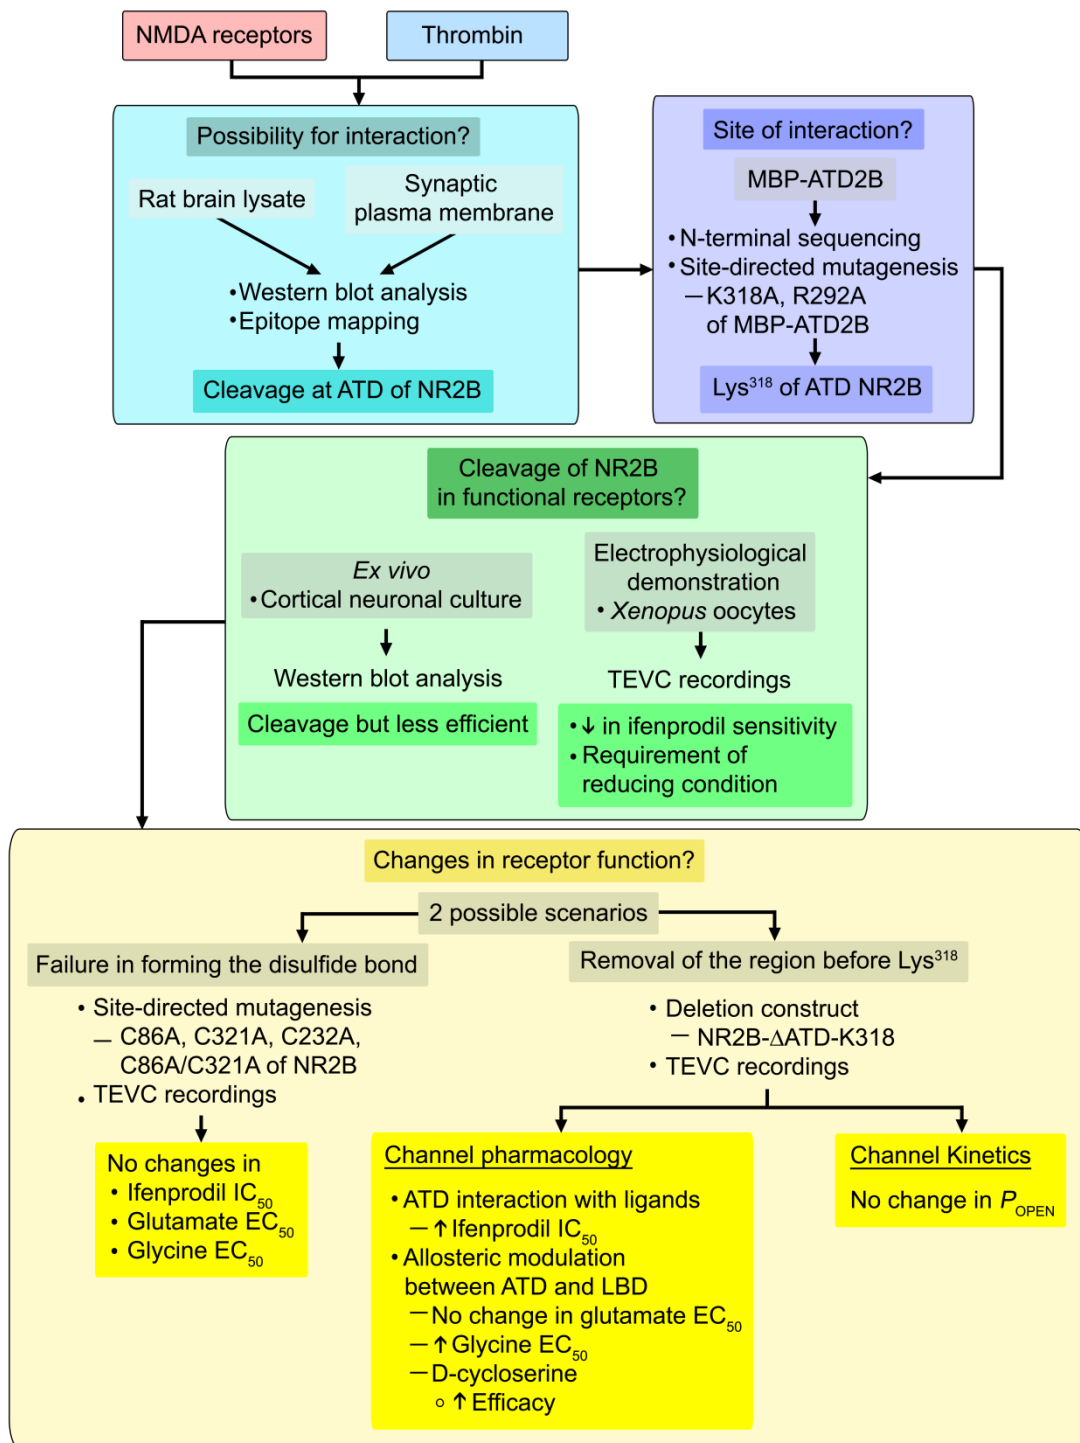 NMDA receptors
Thrombin
Possibility for interaction?
Rat brain lysate
Synaptic
plasma membrane
•Western blot analysis
•Epitope mapping
Cleavage at ATD of NR2B
Site of interaction?
MBP-ATD2B
•N-terminal sequencing
•Site-directed mutagenesis
—K318A, R292A
of MBP-ATD2B
Lys³¹⁸ of ATD NR2B
Cleavage of NR2B
in functional receptors?
Ex vivo
•Cortical neuronal culture
Western blot analysis
Cleavage but less efficient
Electrophysiological
demonstration
• Xenopus oocytes
TEVC recordings
•↓ in ifenprodil sensitivity
• Requirement of
reducing condition
Changes in receptor function?
2 possible scenarios
Failure in forming the disulfide bond
• Site-directed mutagenesis
— C86A, C321A, C232A,
C86A/C321A of NR2B
• TEVC recordings
No changes in
• Ifenprodil IC₅₀
• Glutamate EC₅₀
• Glycine EC₅₀
Removal of the region before Lys³¹⁸
• Deletion construct
— NR2B-ΔATD-K318
• TEVC recordings
Channel pharmacology
•ATD interaction with ligands
—↑Ifenprodil IC₅₀
•Allosteric modulation
between ATD and LBD
—No change in glutamate EC₅₀
—↑Glycine EC₅₀
—D-cycloserine
○ ↑Efficacy
Channel Kinetics
No change in P_OPEN